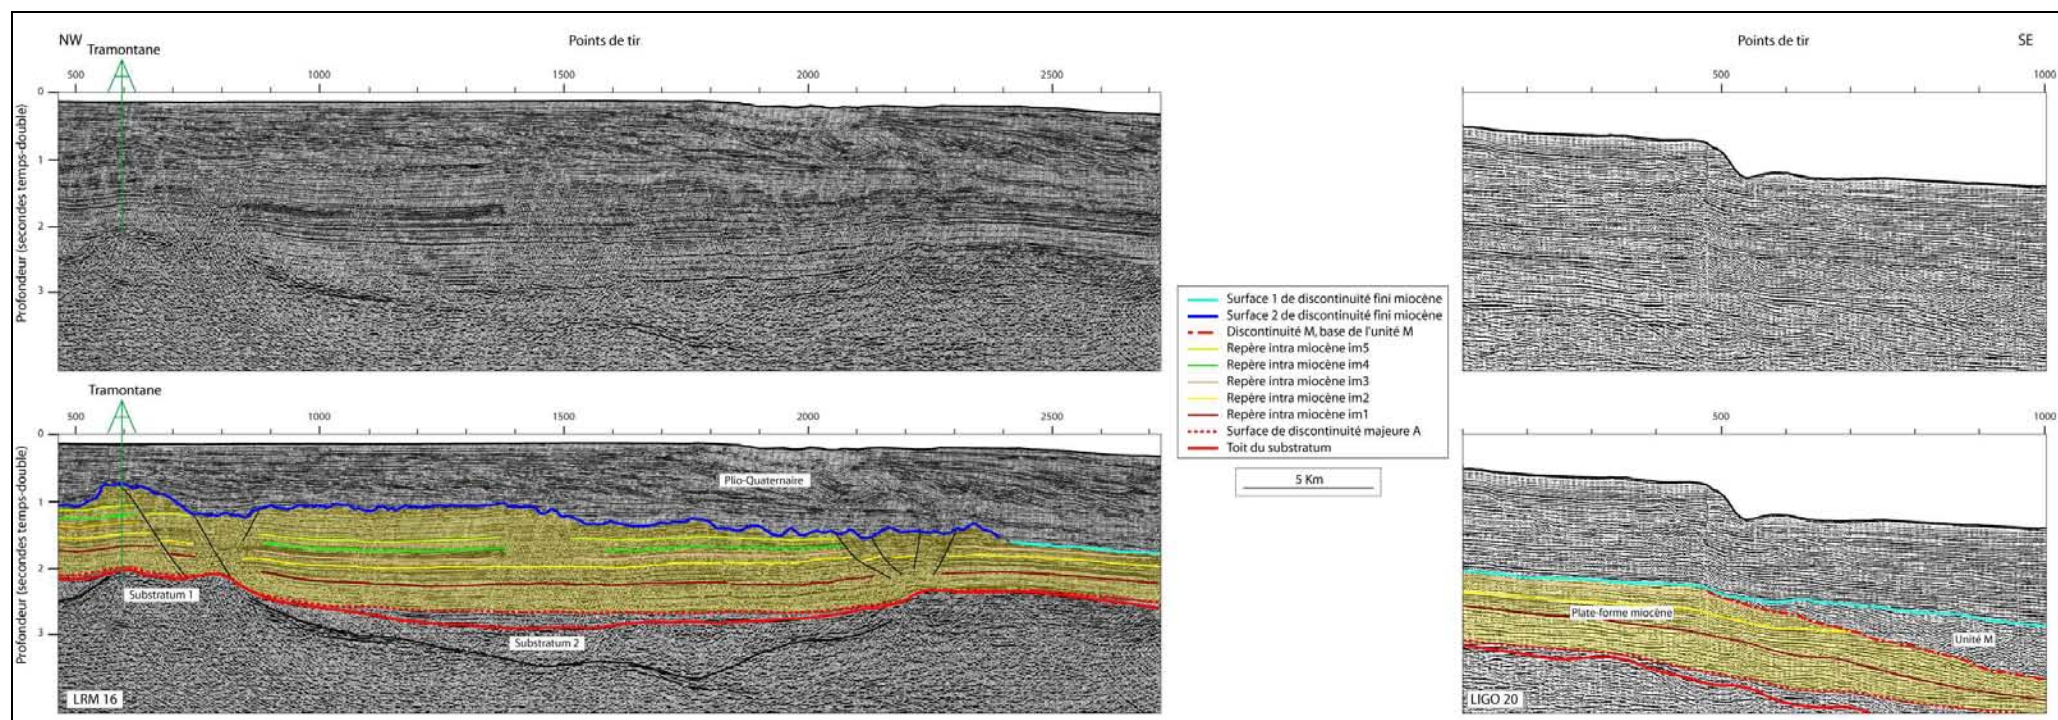 NW
Tramontane
Points de tir
500 1000 1500 2000 2500
0
1
2
3
Profondeur (secondes temps-double)
Points de tir
SE
500 1000
Surface 1 de discontinuité fini miocène
Surface 2 de discontinuité fini miocène
Discontinuité M, base de l'unité M
Repère intra miocène im5
Repère intra miocène im4
Repère intra miocène im3
Repère intra miocène im2
Repère intra miocène im1
Surface de discontinuité majeure A
Toit du substratum
5 Km
Tramontane
500 1000 1500 2000 2500
0
1
2
3
Profondeur (secondes temps-double)
Plio-Quaternaire
Substratum 1
Substratum 2
LRM 16
500 1000
Plate-forme miocène
Unité M
LIGO 20